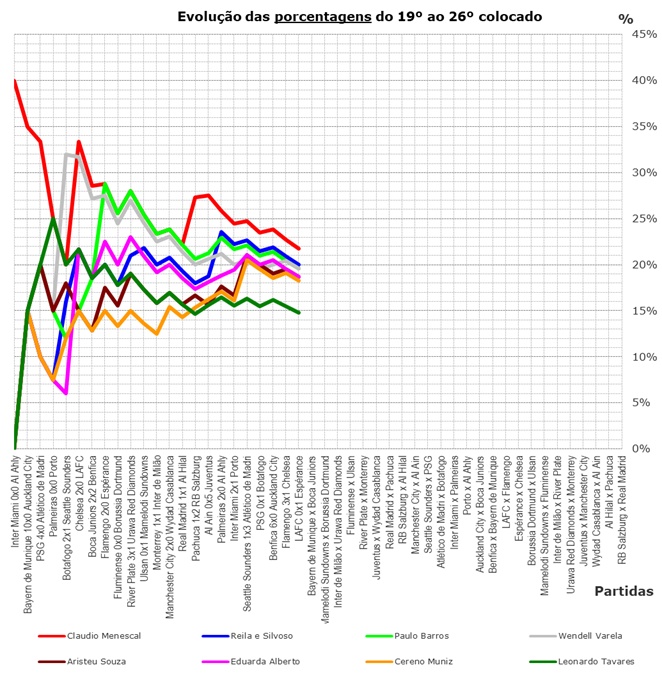 Evolução das porcentagens do 19º ao 26º colocado
%
45%
40%
35%
30%
25%
20%
15%
10%
5%
0%
Inter Miami 0x0 Al Ahly
Bayern de Munique 10x0 Auckland City
PSG 4x0 Atlético de Madri
Palmeiras 0x0 Porto
Botafogo 2x1 Seattle Sounders
Chelsea 2x0 LAFC
Boca Juniors 2x2 Benfica
Flamengo 2x0 Espérance
Fluminense 0x0 Borussia Dortmund
River Plate 3x1 Urawa Red Diamonds
Ulsan 0x1 Mamelodi Sundowns
Monterrey 1x1 Inter de Milão
Manchester City 2x0 Wydad Casablanca
Real Madrid 1x1 Al Hilal
Pachuca 1x2 RB Salzburg
Al Ain 0x5 Juventus
Palmeiras 2x0 Al Ahly
Inter Miami 2x1 Porto
Seattle Sounders 1x3 Atlético de Madri
PSG 0x1 Botafogo
Benfica 6x0 Auckland City
Flamengo 3x1 Chelsea
LAFC 0x1 Espérance
Bayern de Munique x Boca Juniors
Mamelodi Sundowns x Borussia Dortmund
Inter de Milão x Urawa Red Diamonds
Fluminense x Ulsan
River Plate x Monterrey
Juventus x Wydad Casablanca
Real Madrid x Pachuca
RB Salzburg x Al Hilal
Manchester City x Al Ain
Seattle Sounders x PSG
Atlético de Madri x Botafogo
Inter Miami x Palmeiras
Porto x Al Ahly
Auckland City x Boca Juniors
Benfica x Bayern de Munique
LAFC x Flamengo
Espérance x Chelsea
Borussia Dortmund x Ulsan
Mamelodi Sundowns x Fluminense
Inter de Milão x River Plate
Urawa Red Diamonds x Monterrey
Juventus x Manchester City
Wydad Casablanca x Al Ain
Al Hilal x Pachuca
RB Salzburg x Real Madrid
Partidas
Claudio Menescal
Reila e Silvoso
Paulo Barros
Wendell Varela
Aristeu Souza
Eduarda Alberto
Cereno Muniz
Leonardo Tavares